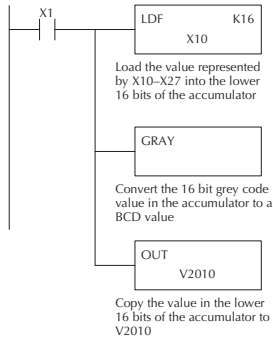 X1
LDF K16
X10
Load the value represented
by X10–X27 into the lower
16 bits of the accumulator
GRAY
Convert the 16 bit grey code
value in the accumulator to a
BCD value
OUT
V2010
Copy the value in the lower
16 bits of the accumulator to
V2010